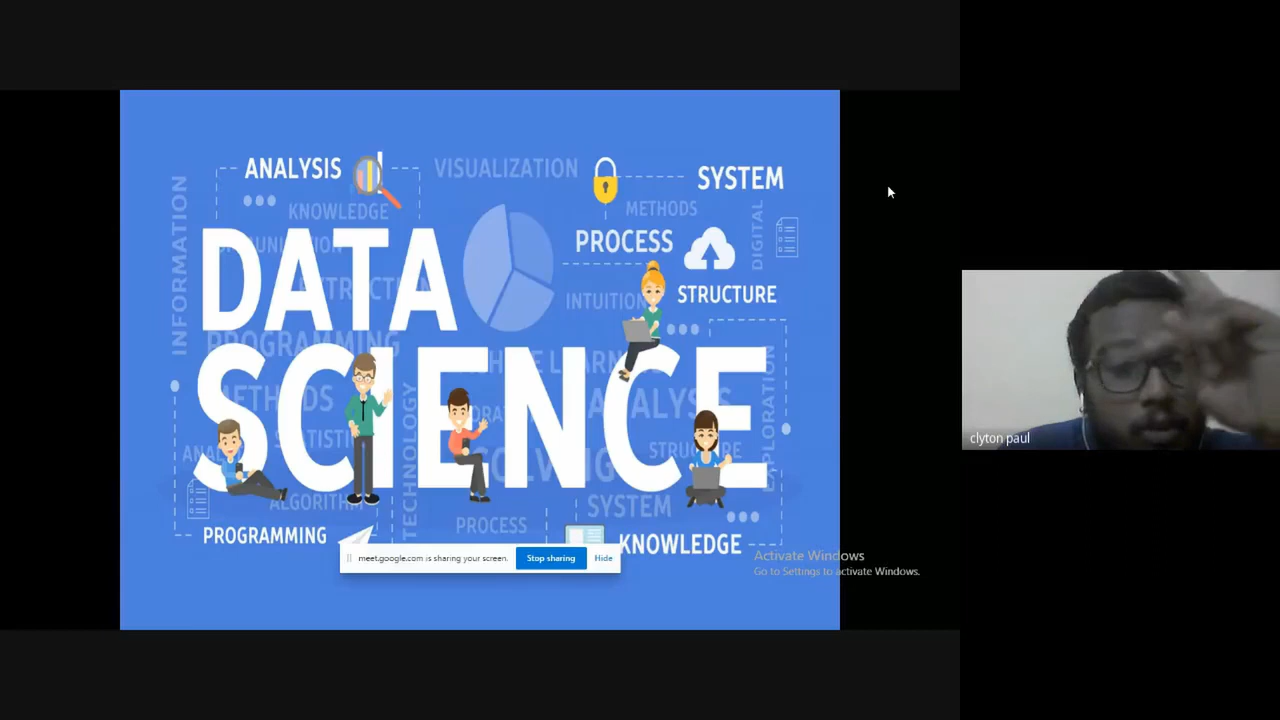 ANALYSIS
VISUALIZATION
SYSTEM
INFORMATION
KNOWLEDGE
METHODS
DIGITAL
PROCESS
DATA
STRUCTURE
INTUITION
PROGRAMMING
SCIENCE
METHODS
ANALYSIS
EXPLORATION
TECHNOLOGY
SOLVING
ALGORITHM
SYSTEM
PROCESS
PROGRAMMING
KNOWLEDGE
meet.google.com is sharing your screen.
Stop sharing
Hide
Activate Windows
Go to Settings to activate Windows.
clyton paul